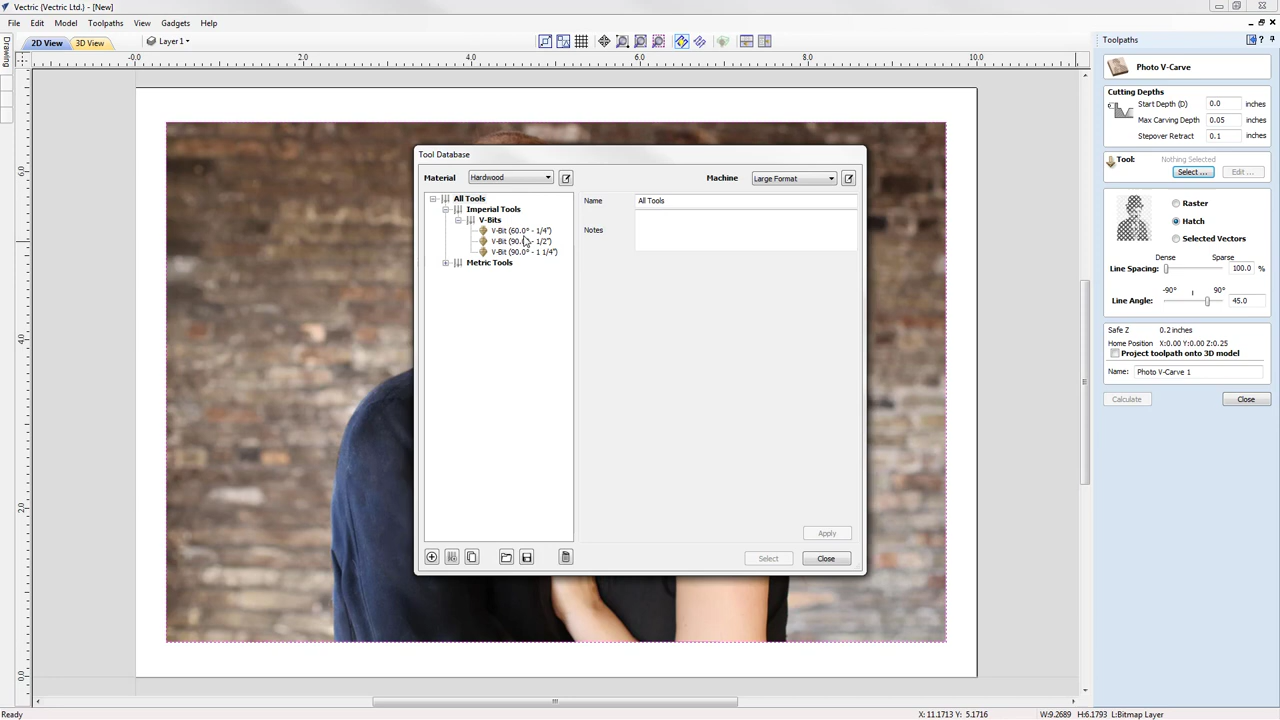 Vectric (Vectric Ltd.) - [New]
File Edit Model Toolpaths View Gadgets Help
2D View 3D View Layer 1
Drawing
-0.0 4.0 6.0 10.0
6.0
4.0
2.0
0.0
Tool Database
Material Hardwood Machine Large Format
All Tools
Imperial Tools
V-Bits
V-Bit (60.0° - 1/4")
V-Bit (90.0° - 1/2")
V-Bit (90.0° - 1 1/4")
Metric Tools
Name All Tools
Notes
Apply
Select Close
Toolpaths
Photo V-Carve
Cutting Depths
Start Depth (D) 0.0 inches
Max Carving Depth 0.05 inches
Stepover Retract 0.1 inches
Tool: Nothing Selected
Select ... Edit ...
Raster
Hatch
Selected Vectors
Dense Sparse
Line Spacing: 100.0 %
-90° 90°
Line Angle: 45.0
Safe Z 0.2 inches
Home Position X:0.00 Y:0.00 Z:0.25
Project toolpath onto 3D model
Name: Photo V-Carve 1
Calculate Close
Ready X: 11.1713 Y: 5.1716 W:9.2689 H:6.1793 L:Bitmap Layer